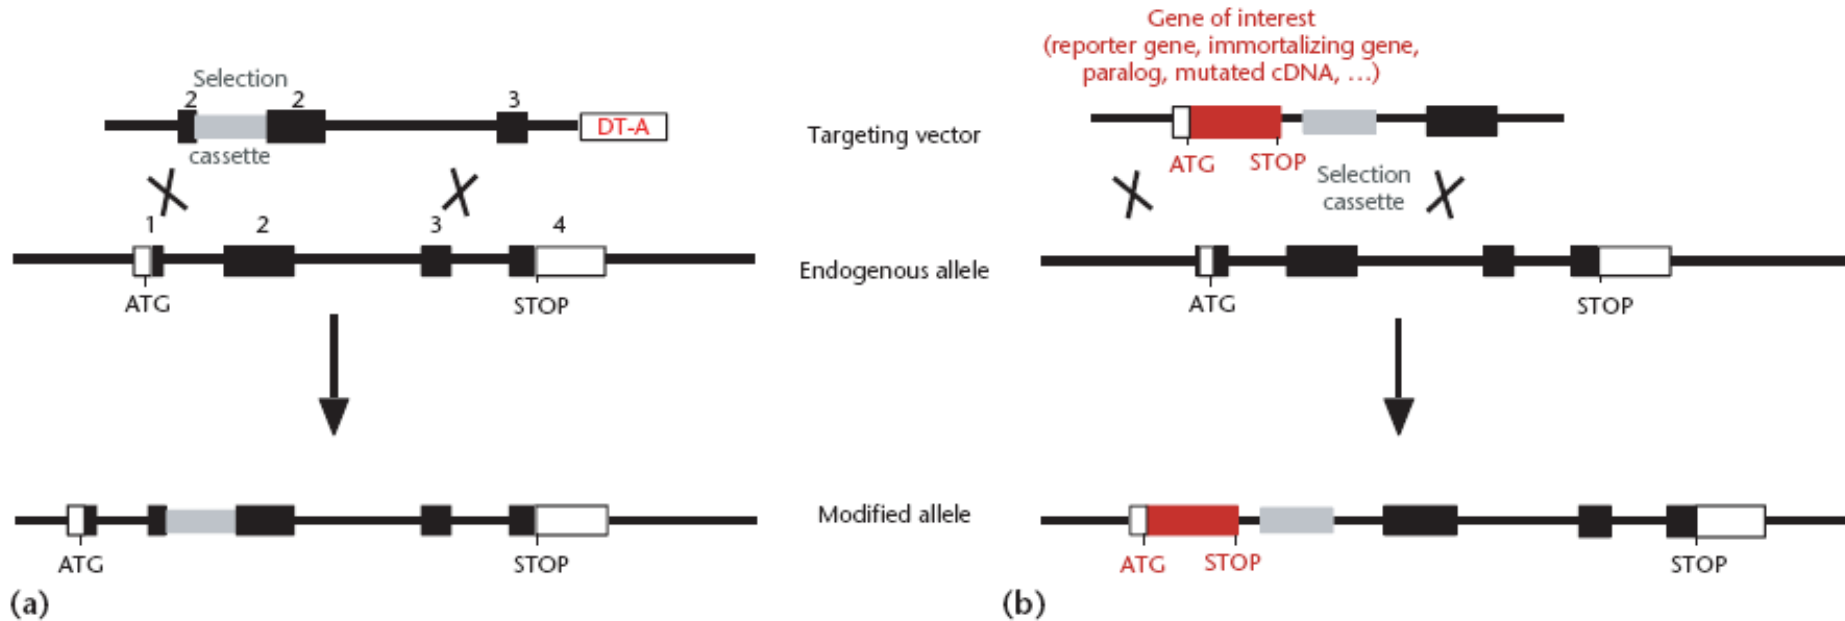 Selection
2 2 3
DT-A
cassette
1 2 3 4
ATG STOP
ATG STOP
(a)
Targeting vector
Endogenous allele
Modified allele
Gene of interest
(reporter gene, immortalizing gene,
paralog, mutated cDNA, ...)
ATG STOP
Selection
cassette
ATG STOP
ATG STOP STOP
(b)